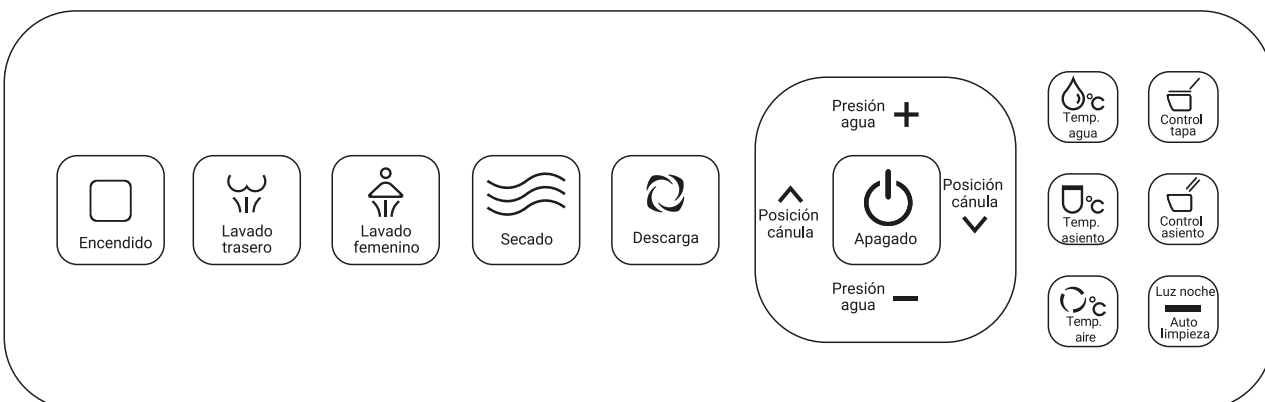 Encendido
Lavado
trasero
Lavado
femenino
Secado
Descarga
Presión
agua +
Posición
cánula
Apagado
Posición
cánula
Presión
agua –
°C
Temp.
agua
Control
tapa
°C
Temp.
asiento
Control
asiento
°C
Temp.
aire
Luz noche
Auto
limpieza